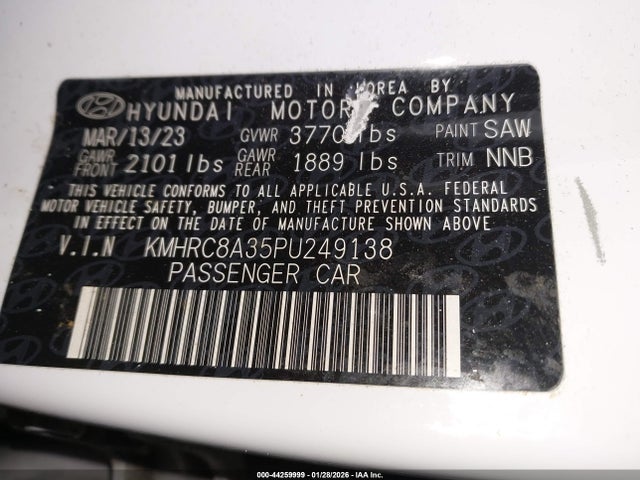 MANUFACTURED IN KOREA BY
HYUNDAI MOTOR COMPANY
MAR/13/23 GVWR 3770 lbs PAINT SAW
GAWR FRONT 2101 lbs GAWR REAR 1889 lbs TRIM NNB
THIS VEHICLE CONFORMS TO ALL APPLICABLE U.S.A. FEDERAL
MOTOR VEHICLE SAFETY, BUMPER, AND THEFT PREVENTION STANDARDS
IN EFFECT ON THE DATE OF MANUFACTURE SHOWN ABOVE
V.I.N KMHRC8A35PU249138
PASSENGER CAR
000-44259999 - 01/28/2026 - IAA Inc.